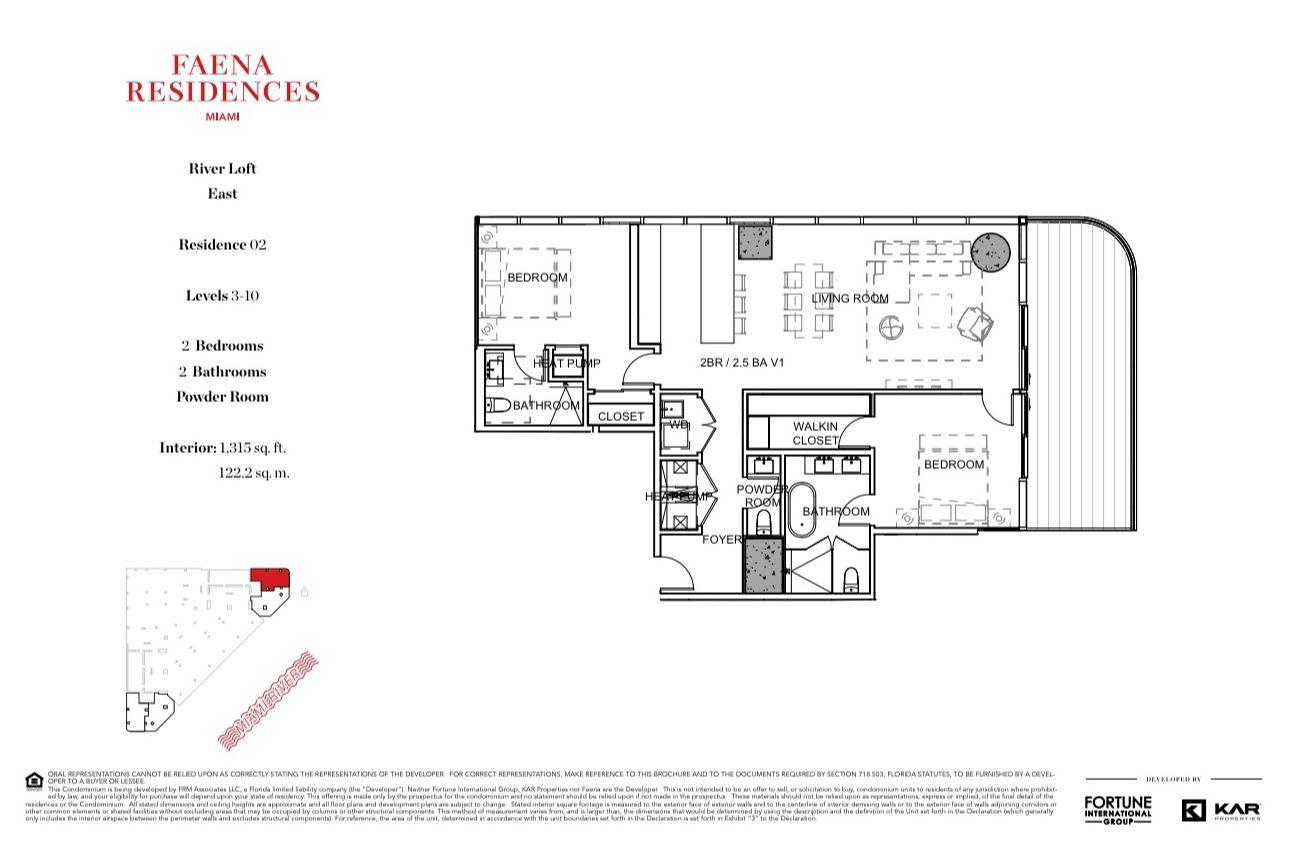 FAENA
RESIDENCES
MIAMI
River Loft
East
Residence 02
Levels 3-10
2 Bedrooms
2 Bathrooms
Powder Room
Interior: 1,315 sq. ft.
122.2 sq. m.
BEDROOM
LIVING ROOM
HEAT PUMP
2BR / 2.5 BA V1
BATHROOM
CLOSET
WD
WALKIN
CLOSET
BEDROOM
HEAT PUMP
POWDER
ROOM
BATHROOM
FOYER
MIAMI RIVER
ORAL REPRESENTATIONS CANNOT BE RELIED UPON AS CORRECTLY STATING THE REPRESENTATIONS OF THE DEVELOPER. FOR CORRECT REPRESENTATIONS, MAKE REFERENCE TO THIS BROCHURE AND TO THE DOCUMENTS REQUIRED BY SECTION 718.503, FLORIDA STATUTES, TO BE FURNISHED BY A DEVEL-
OPER TO A BUYER OR LESSEE.
This Condominium is being developed by FRM Associates LLC, a Florida limited liability company (the "Developer"). Neither Fortune International Group, KAR Properties nor Faena are the Developer. This is not intended to be an offer to sell, or solicitation to buy, condominium units to residents of any jurisdiction where prohibit-
ed by law, and your eligibility for purchase will depend upon your state of residency. This offering is made only by the prospectus for the condominium and no statement should be relied upon if not made in the prospectus. These materials should not be relied upon as representations, express or implied, of the final detail of the
residences or the Condominium. All stated dimensions and ceiling heights are approximate and all floor plans and development plans are subject to change. Stated interior square footage is measured to the exterior face of exterior walls and to the centerline of interior demising walls or to the exterior face of walls adjoining corridors or
other common elements or shared facilities without excluding areas that may be occupied by columns or other structural components. This method of measurement varies from, and is larger than, the dimensions that would be determined by using the description and the definition of the Unit set forth in the Declaration (which generally
only includes the interior airspace between the perimeter walls and excludes structural components). For reference, the area of the unit, determined in accordance with the unit boundaries set forth in the Declaration is set forth in Exhibit "3" to the Declaration.
DEVELOPED BY
FORTUNE
INTERNATIONAL
GROUP
KAR
PROPERTIES